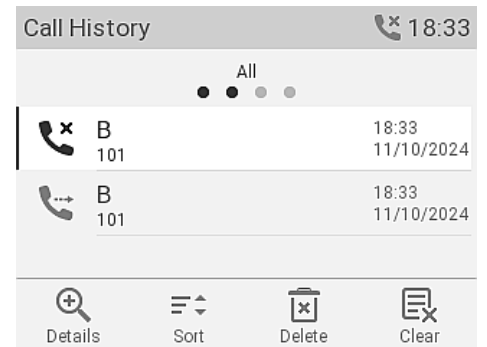 Call History 18:33
All
B 18:33
101 11/10/2024
B 18:33
101 11/10/2024
Details Sort Delete Clear